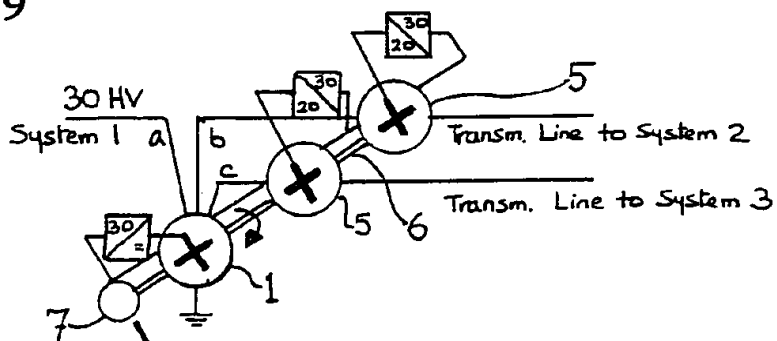 9
30
20
30
20
5
30 HV
System 1 a
b
Transm. Line to System 2
c
5
6
Transm. Line to System 3
30
=
1
7